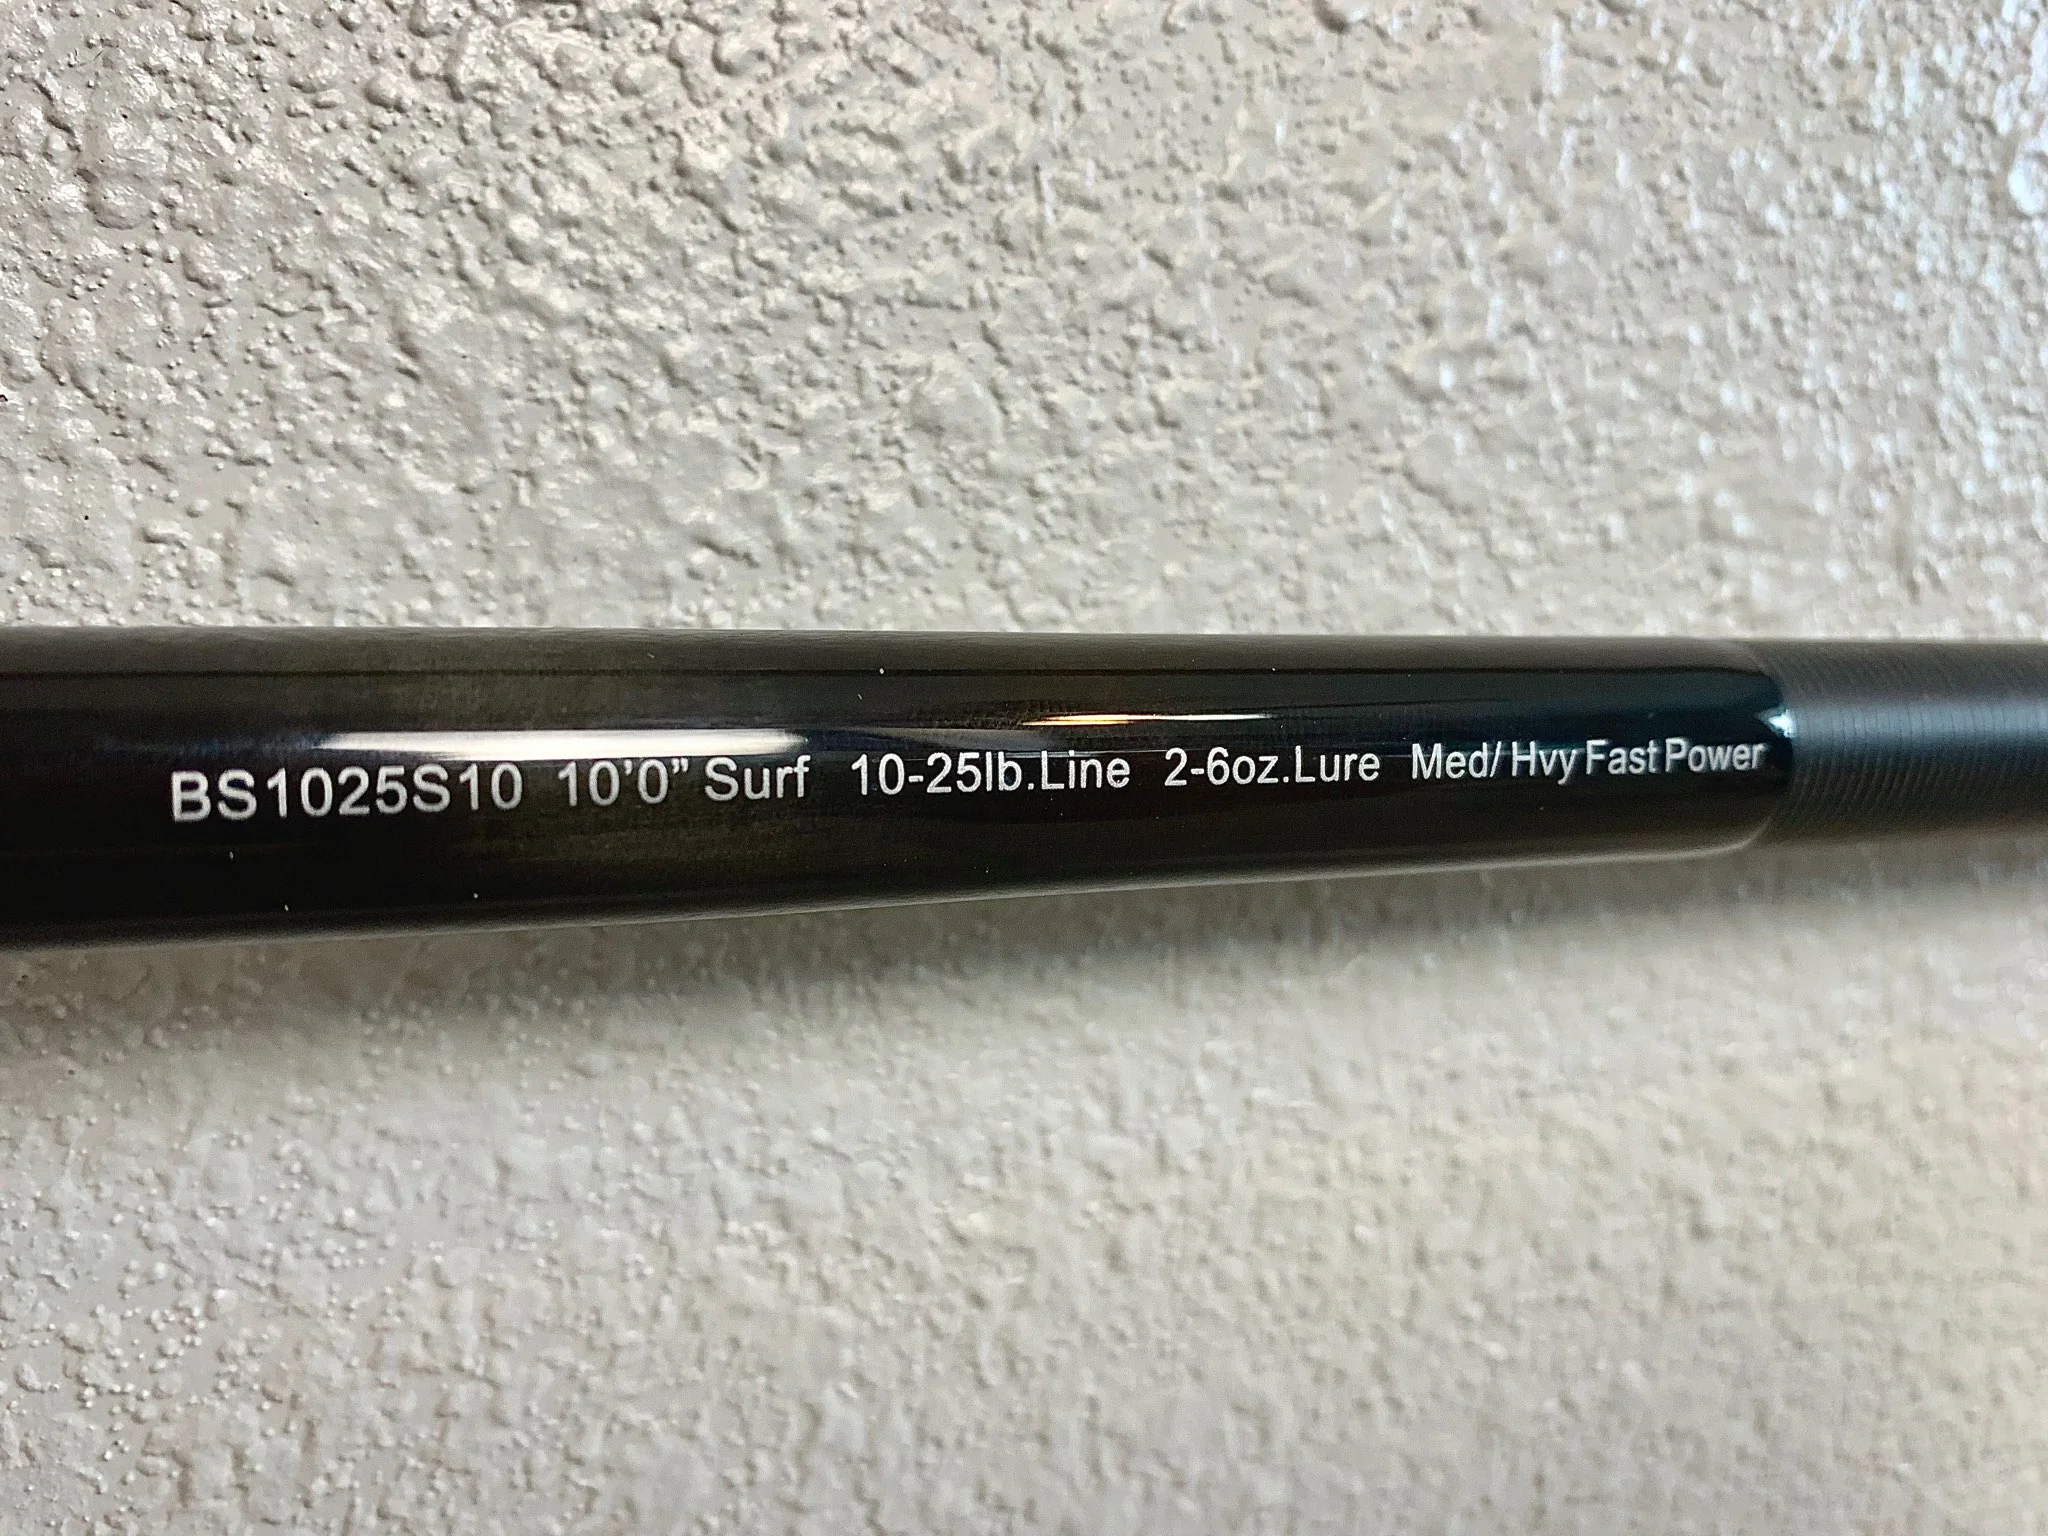 BS1025S10 10'0" Surf 10-25lb.Line 2-6oz.Lure Med/ Hvy Fast Power